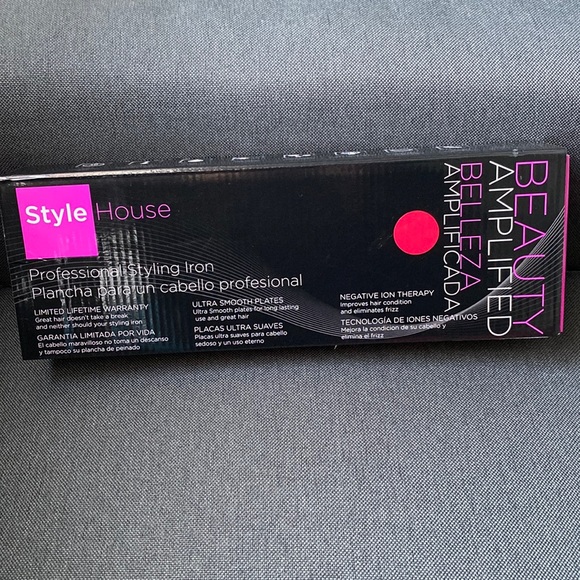 Style House
Professional Styling Iron
Plancha para un cabello profesional
LIMITED LIFETIME WARRANTY
Great hair doesn't take a break
and neither should your styling iron
GARANTIA LIMITADA POR VIDA
El cabello maravilloso no toma un descanso
y tampoco su plancha de peinado
ULTRA SMOOTH PLATES
Ultra Smooth plates for long lasting
use and great hair
PLACAS ULTRA SUAVES
Placas ultra suaves para cabello
sedoso y un uso eterno
NEGATIVE ION THERAPY
Improves hair condition
and eliminates frizz
TECNOLOGÍA DE IONES NEGATIVOS
Mejora la condicion de su cabello y
elimina el frizz
BEAUTY
AMPLIFIED
BELLEZA
AMPLIFICADA